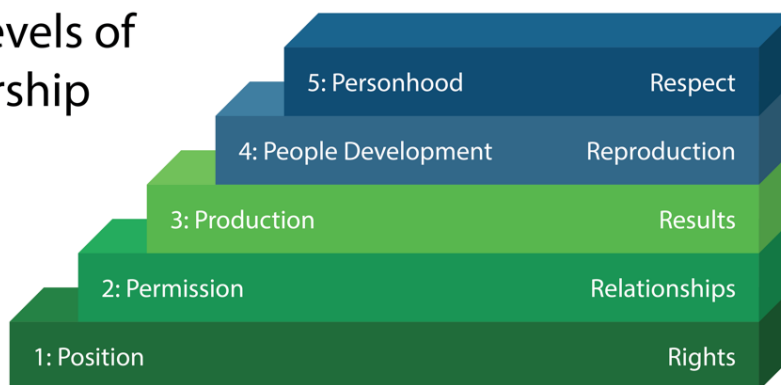 evels of
rship
5: Personhood Respect
4: People Development Reproduction
3: Production Results
2: Permission Relationships
1: Position Rights